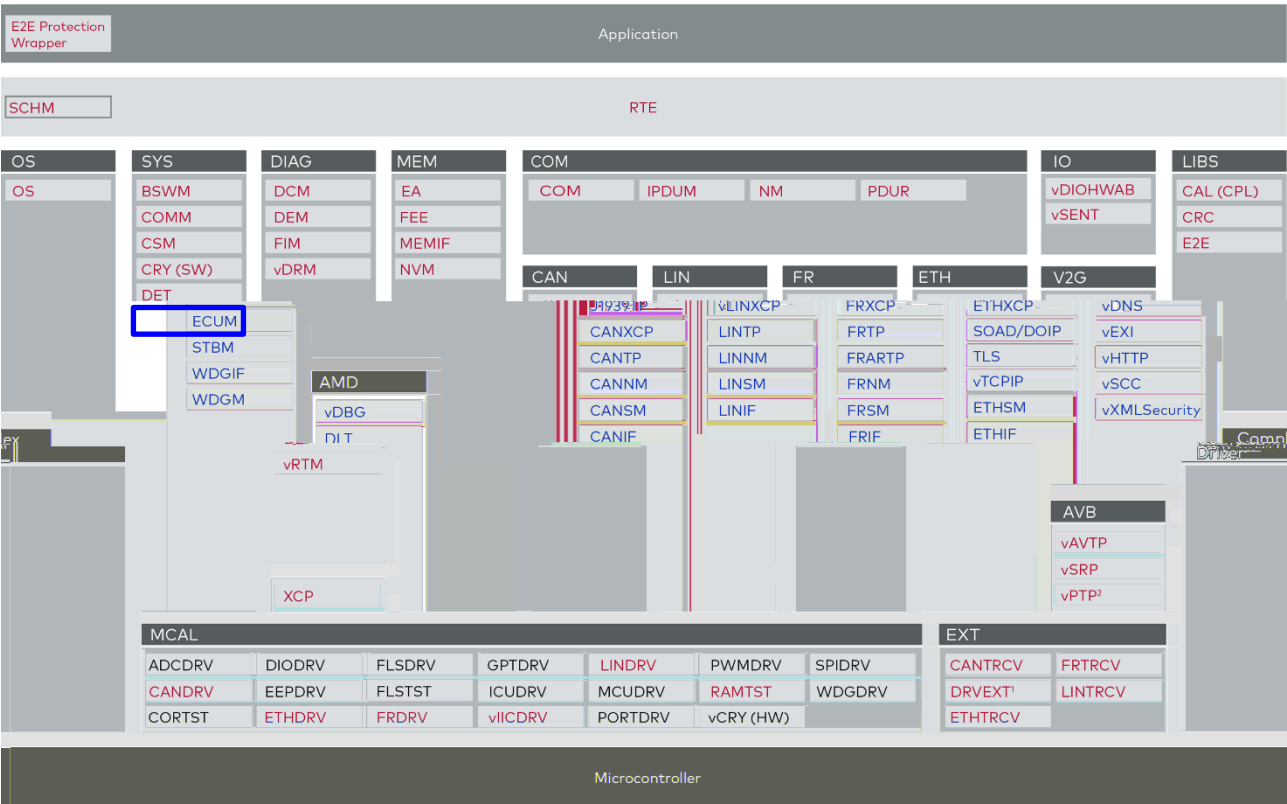 E2E Protection
Wrapper
Application
SCHM
RTE
OS
SYS
DIAG
MEM
COM
IO
LIBS
OS
BSWM
DCM
EA
COM
IPDUM
NM
PDUR
vDIOHWAB
CAL (CPL)
COMM
DEM
FEE
vSENT
CRC
CSM
FIM
MEMIF
E2E
CRY (SW)
vDRM
NVM
CAN
LIN
FR
ETH
V2G
DET
J1939TP
vLINXCP
FRXCP
ETHXCP
vDNS
ECUM
CANXCP
LINTP
FRTP
SOAD/DOIP
vEXI
STBM
CANTP
LINNM
FRARTP
TLS
vHTTP
WDGIF
AMD
CANNM
LINSM
FRNM
vTCPIP
vSCC
WDGM
vDBG
CANSM
LINIF
FRSM
ETHSM
vXMLSecurity
DLT
CANIF
FRIF
ETHIF
ex
Compl
Driver
vRTM
AVB
vAVTP
vSRP
XCP
vPTP²
MCAL
EXT
ADCDRV
DIODRV
FLSDRV
GPTDRV
LINDRV
PWMDRV
SPIDRV
CANTRCV
FRTRCV
CANDRV
EEPDRV
FLSTST
ICUDRV
MCUDRV
RAMTST
WDGDRV
DRVEXT¹
LINTRCV
CORTST
ETHDRV
FRDRV
vIICDRV
PORTDRV
vCRY (HW)
ETHTRCV
Microcontroller